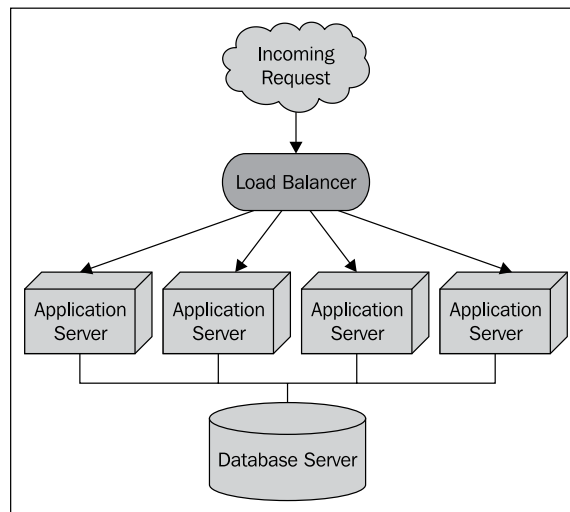 Incoming
Request
Load Balancer
Application
Server
Application
Server
Application
Server
Application
Server
Database Server